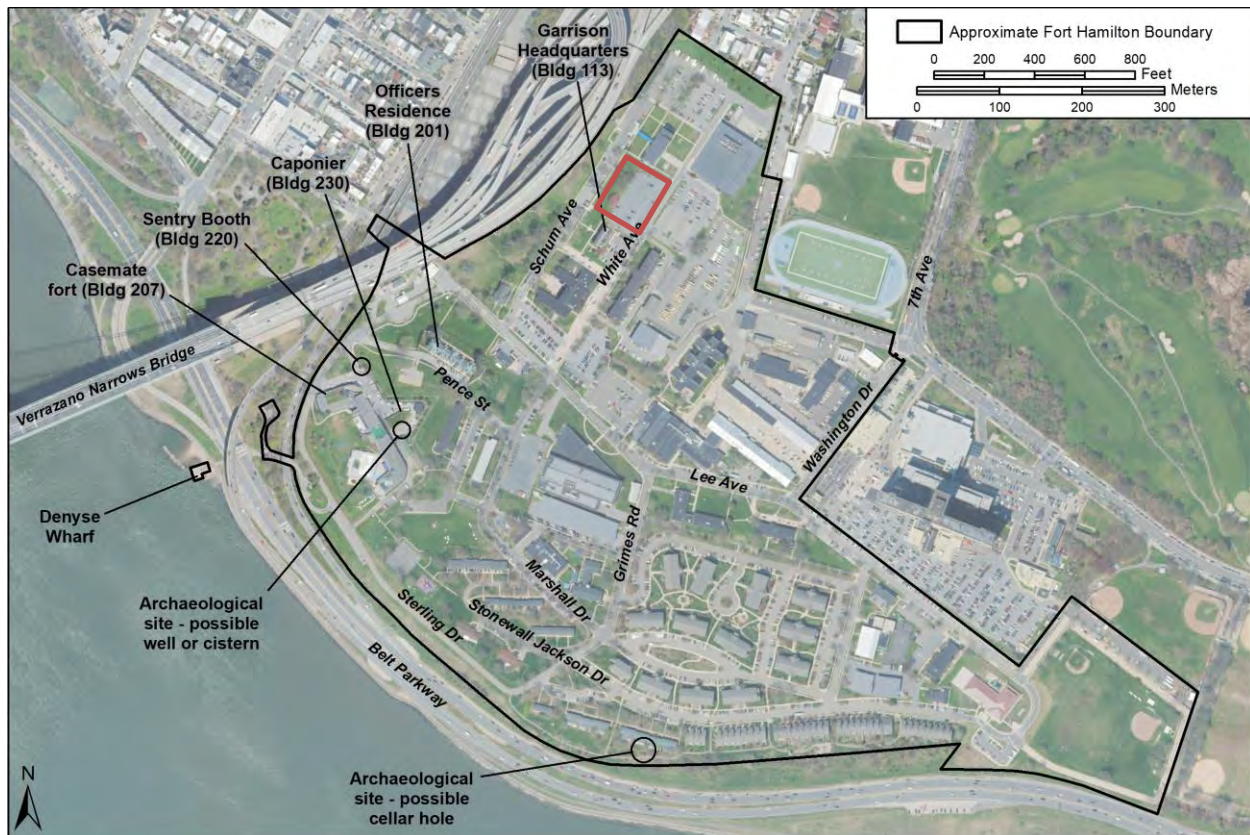 Approximate Fort Hamilton Boundary
0 200 400 600 800
Feet
0 100 200 300
Meters
Garrison
Headquarters
(Bldg 113)
Officers
Residence
(Bldg 201)
Caponier
(Bldg 230)
Sentry Booth
(Bldg 220)
Casemate
fort (Bldg 207)
Schum Ave
White Ave
7th Ave
Verrazano Narrows Bridge
Pence St
Washington Dr
Lee Ave
Grimes Rd
Denyse
Wharf
Marshall Dr
Stonewall Jackson Dr
Sterling Dr
Belt Parkway
Archaeological
site - possible
well or cistern
Archaeological
site - possible
cellar hole
N